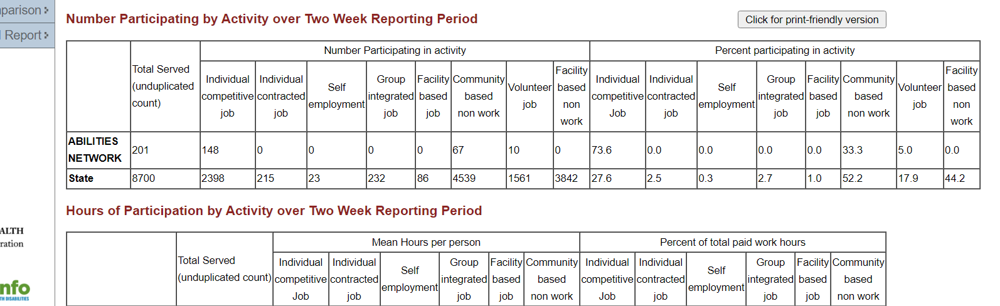 parison
Report
Number Participating by Activity over Two Week Reporting Period
Click for print-friendly version
Number Participating in activity
Percent participating in activity
Total Served
(unduplicated
count)
Individual
competitive
job
Individual
contracted
job
Self
employment
Group
integrated
job
Facility
based
job
Community
based
non work
Volunteer
job
Facility
based
non
work
Individual
competitive
Job
Individual
contracted
job
Self
employment
Group
integrated
job
Facility
based
job
Community
based
non work
Volunteer
job
Facility
based
non
work
ABILITIES
NETWORK
201 148 0 0 0 0 67 10 0 73.6 0.0 0.0 0.0 0.0 33.3 5.0 0.0
State 8700 2398 215 23 232 86 4539 1561 3842 27.6 2.5 0.3 2.7 1.0 52.2 17.9 44.2
Hours of Participation by Activity over Two Week Reporting Period
ALTH
ration
nfo
TH DISABILITIES
Mean Hours per person
Percent of total paid work hours
Total Served
(unduplicated count)
Individual
competitive
Job
Individual
contracted
job
Self
employment
Group
integrated
job
Facility
based
job
Community
based
non work
Individual
competitive
Job
Individual
contracted
job
Self
employment
Group
integrated
job
Facility
based
job
Community
based
non work